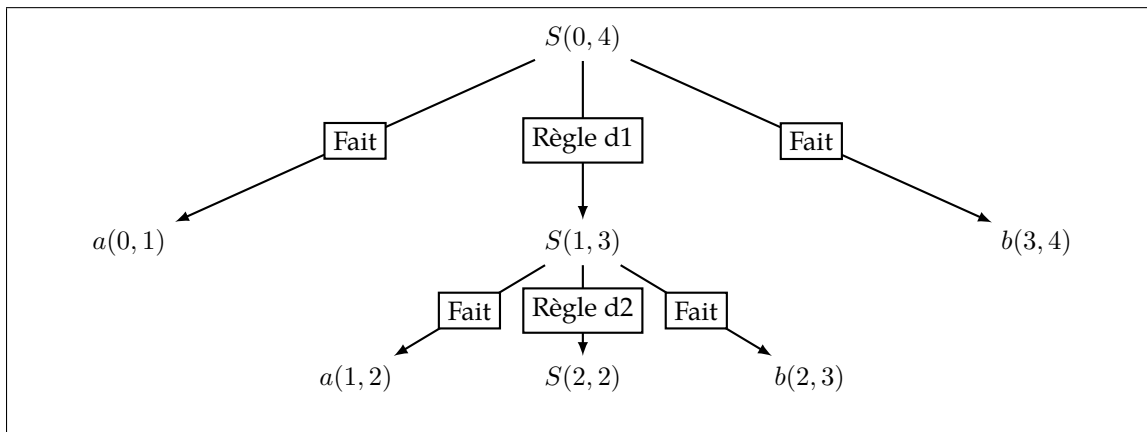 S(0, 4)
Fait
Règle d1
Fait
a(0, 1)
S(1, 3)
b(3, 4)
Fait
Règle d2
Fait
a(1, 2)
S(2, 2)
b(2, 3)